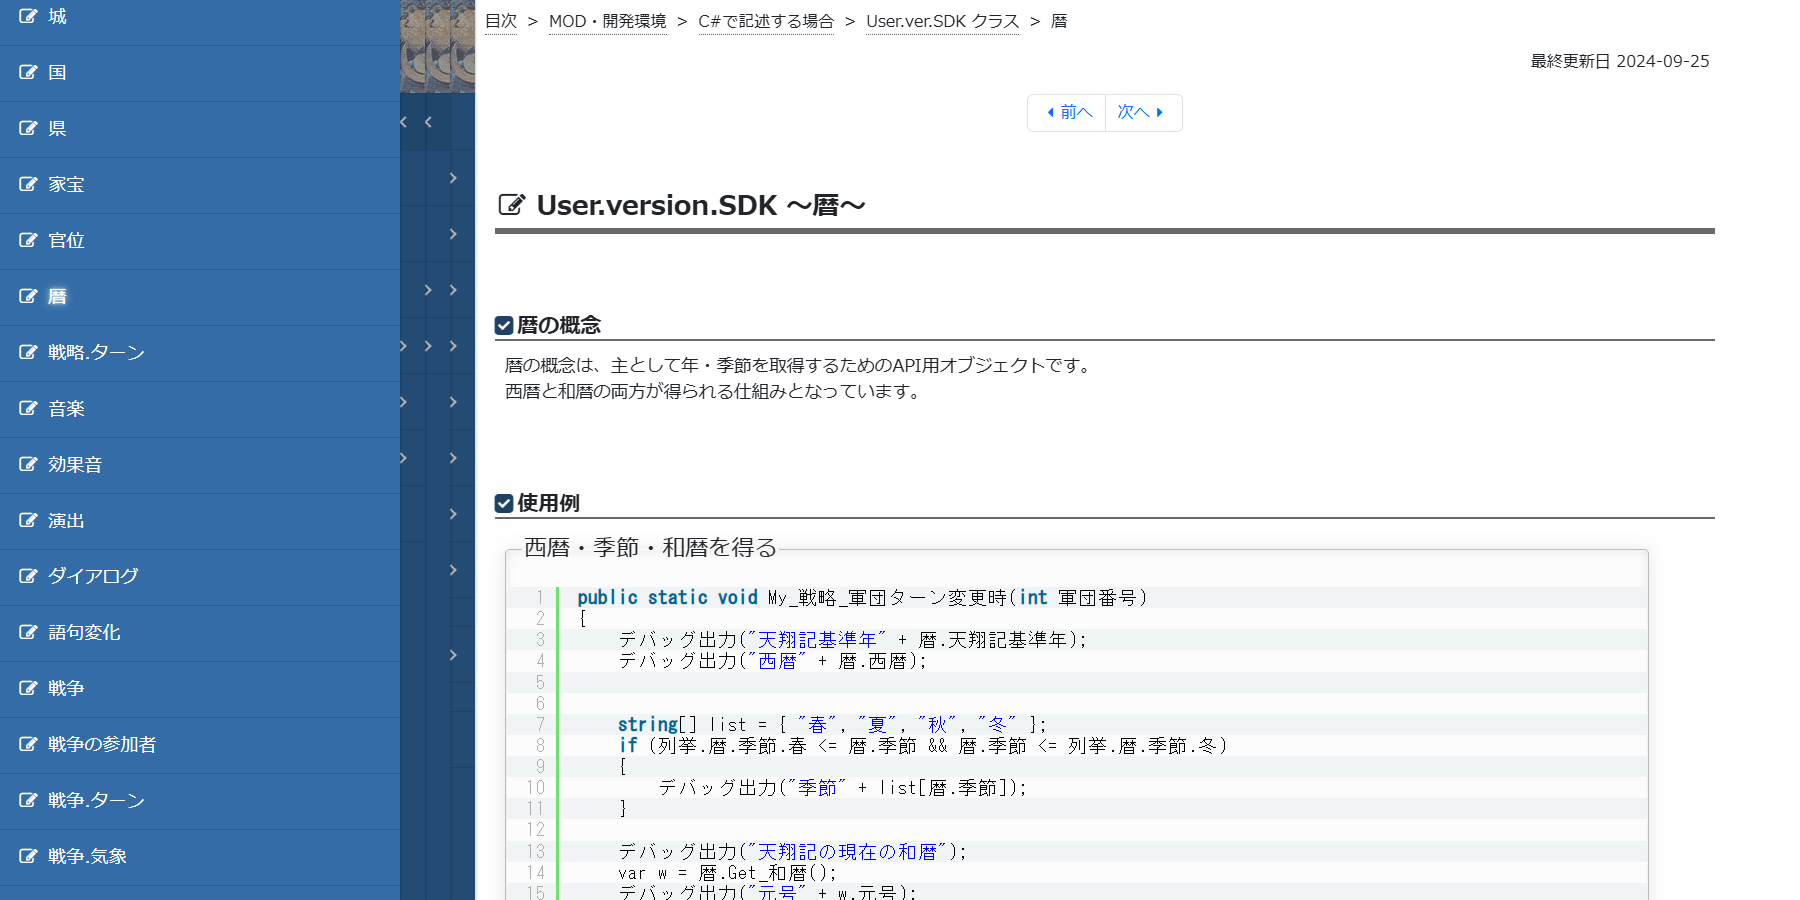 城
国
県
家宝
官位
暦
戦略.ターン
音楽
効果音
演出
ダイアログ
語句変化
戦争
戦争の参加者
戦争.ターン
戦争.気象
目次 > MOD・開発環境 > C#で記述する場合 > User.ver.SDK クラス > 暦
最終更新日 2024-09-25
前へ 次へ
User.version.SDK ～暦～
暦の概念
暦の概念は、主として年・季節を取得するためのAPI用オブジェクトです。
西暦と和暦の両方が得られる仕組みとなっています。
使用例
西暦・季節・和暦を得る
1 public static void My_戦略_軍団ターン変更時(int 軍団番号)
2 {
3 デバッグ出力("天翔記基準年" + 暦.天翔記基準年);
4 デバッグ出力("西暦" + 暦.西暦);
5
6
7 string[] list = { "春", "夏", "秋", "冬" };
8 if (列挙.暦.季節.春 <= 暦.季節 && 暦.季節 <= 列挙.暦.季節.冬)
9 {
10 デバッグ出力("季節" + list[暦.季節]);
11 }
12
13 デバッグ出力("天翔記の現在の和暦");
14 var w = 暦.Get_和暦();
15 デバッグ出力("元号" + w.元号);